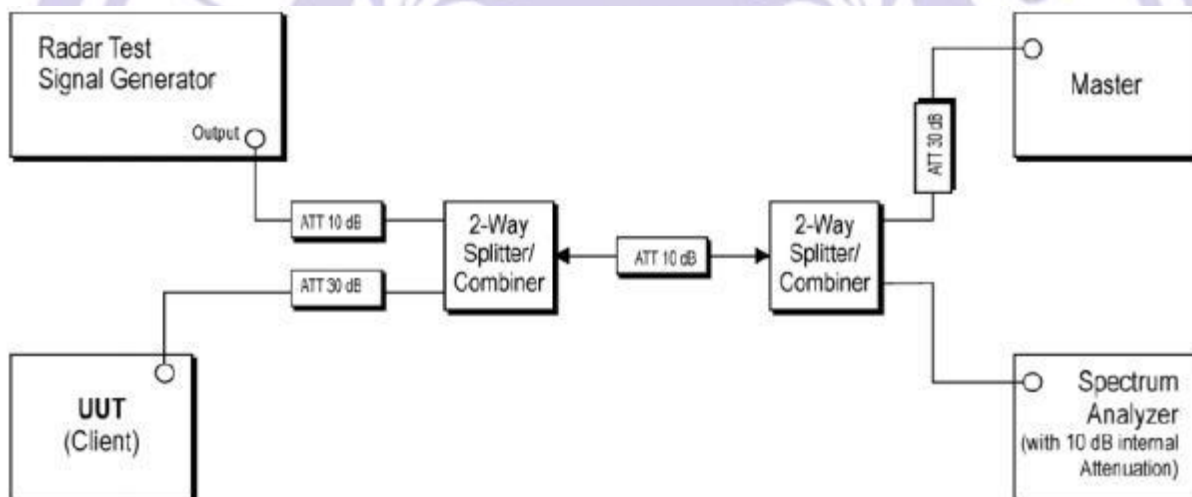 Radar Test
Signal Generator
Output
ATT 10 dB
ATT 30 dB
2-Way
Splitter/
Combiner
ATT 10 dB
2-Way
Splitter/
Combiner
ATT 30 dB
Master
UUT
(Client)
Spectrum
Analyzer
(with 10 dB internal
Attenuation)